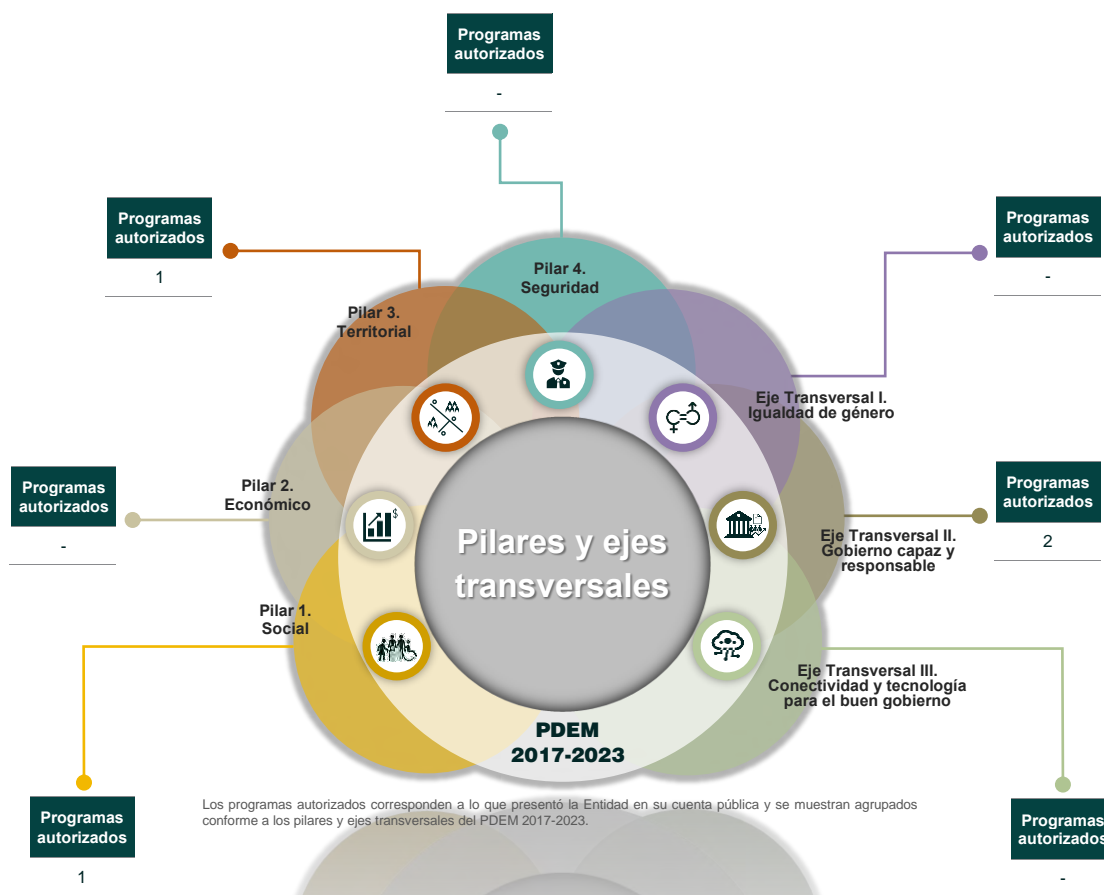 Programas
autorizados
-
Programas
autorizados
1
Programas
autorizados
-
Pilar 4.
Seguridad
Pilar 3.
Territorial
Eje Transversal I.
Igualdad de género
Programas
autorizados
-
Pilar 2.
Económico
$
Programas
autorizados
2
Eje Transversal II.
Gobierno capaz y
responsable
Pilares y ejes
transversales
Pilar 1.
Social
Eje Transversal III.
Conectividad y tecnología
para el buen gobierno
PDEM
2017-2023
Los programas autorizados corresponden a lo que presentó la Entidad en su cuenta pública y se muestran agrupados
conforme a los pilares y ejes transversales del PDEM 2017-2023.
Programas
autorizados
1
Programas
autorizados
-